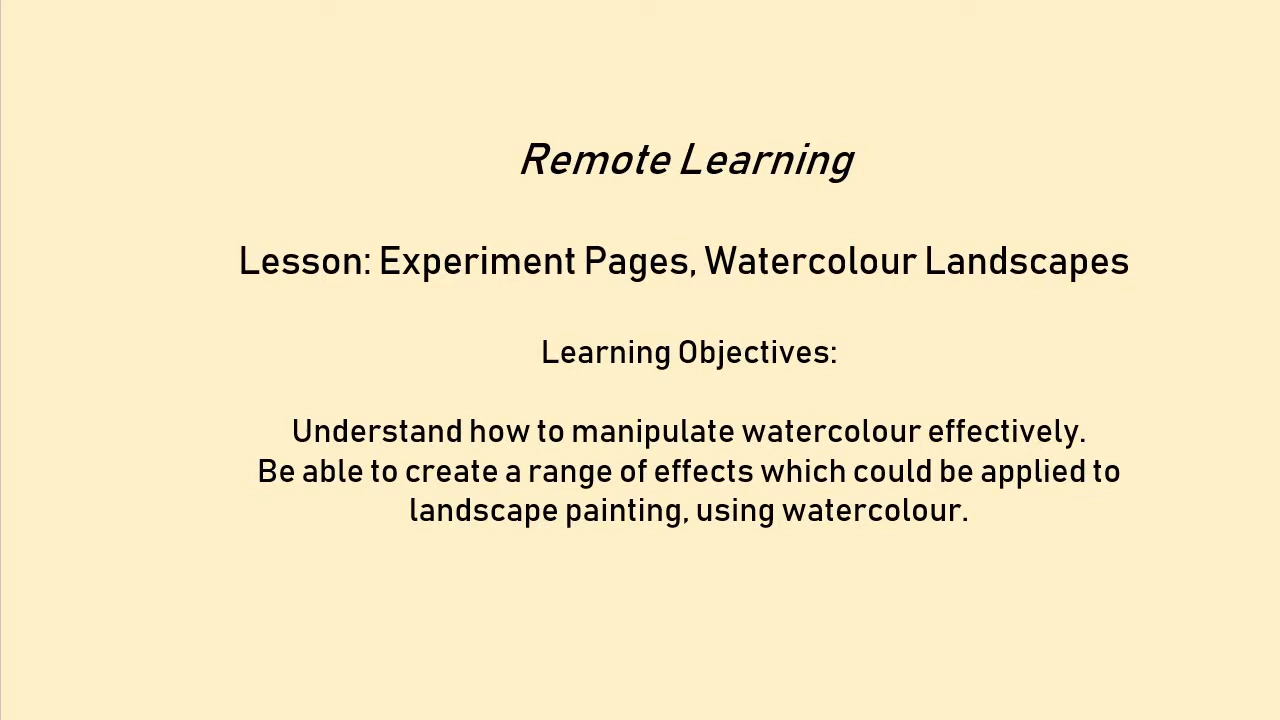 Remote Learning
Lesson: Experiment Pages, Watercolour Landscapes
Learning Objectives:
Understand how to manipulate watercolour effectively.
Be able to create a range of effects which could be applied to
landscape painting, using watercolour.